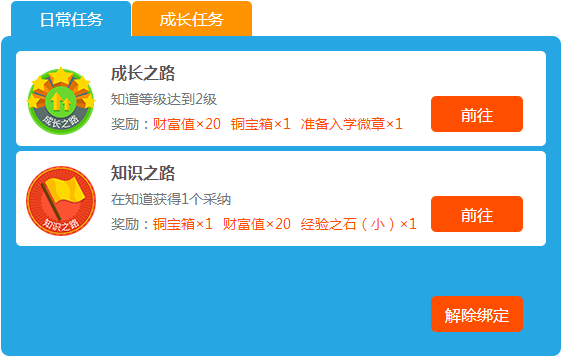 日常任务 成长任务
成长之路
知道等级达到2级
奖励：财富值×20 铜宝箱×1 准备入学徽章×1
前往
成长之路
知识之路
在知道获得1个采纳
奖励：铜宝箱×1 财富值×20 经验之石（小）×1
前往
知识之路
解除绑定